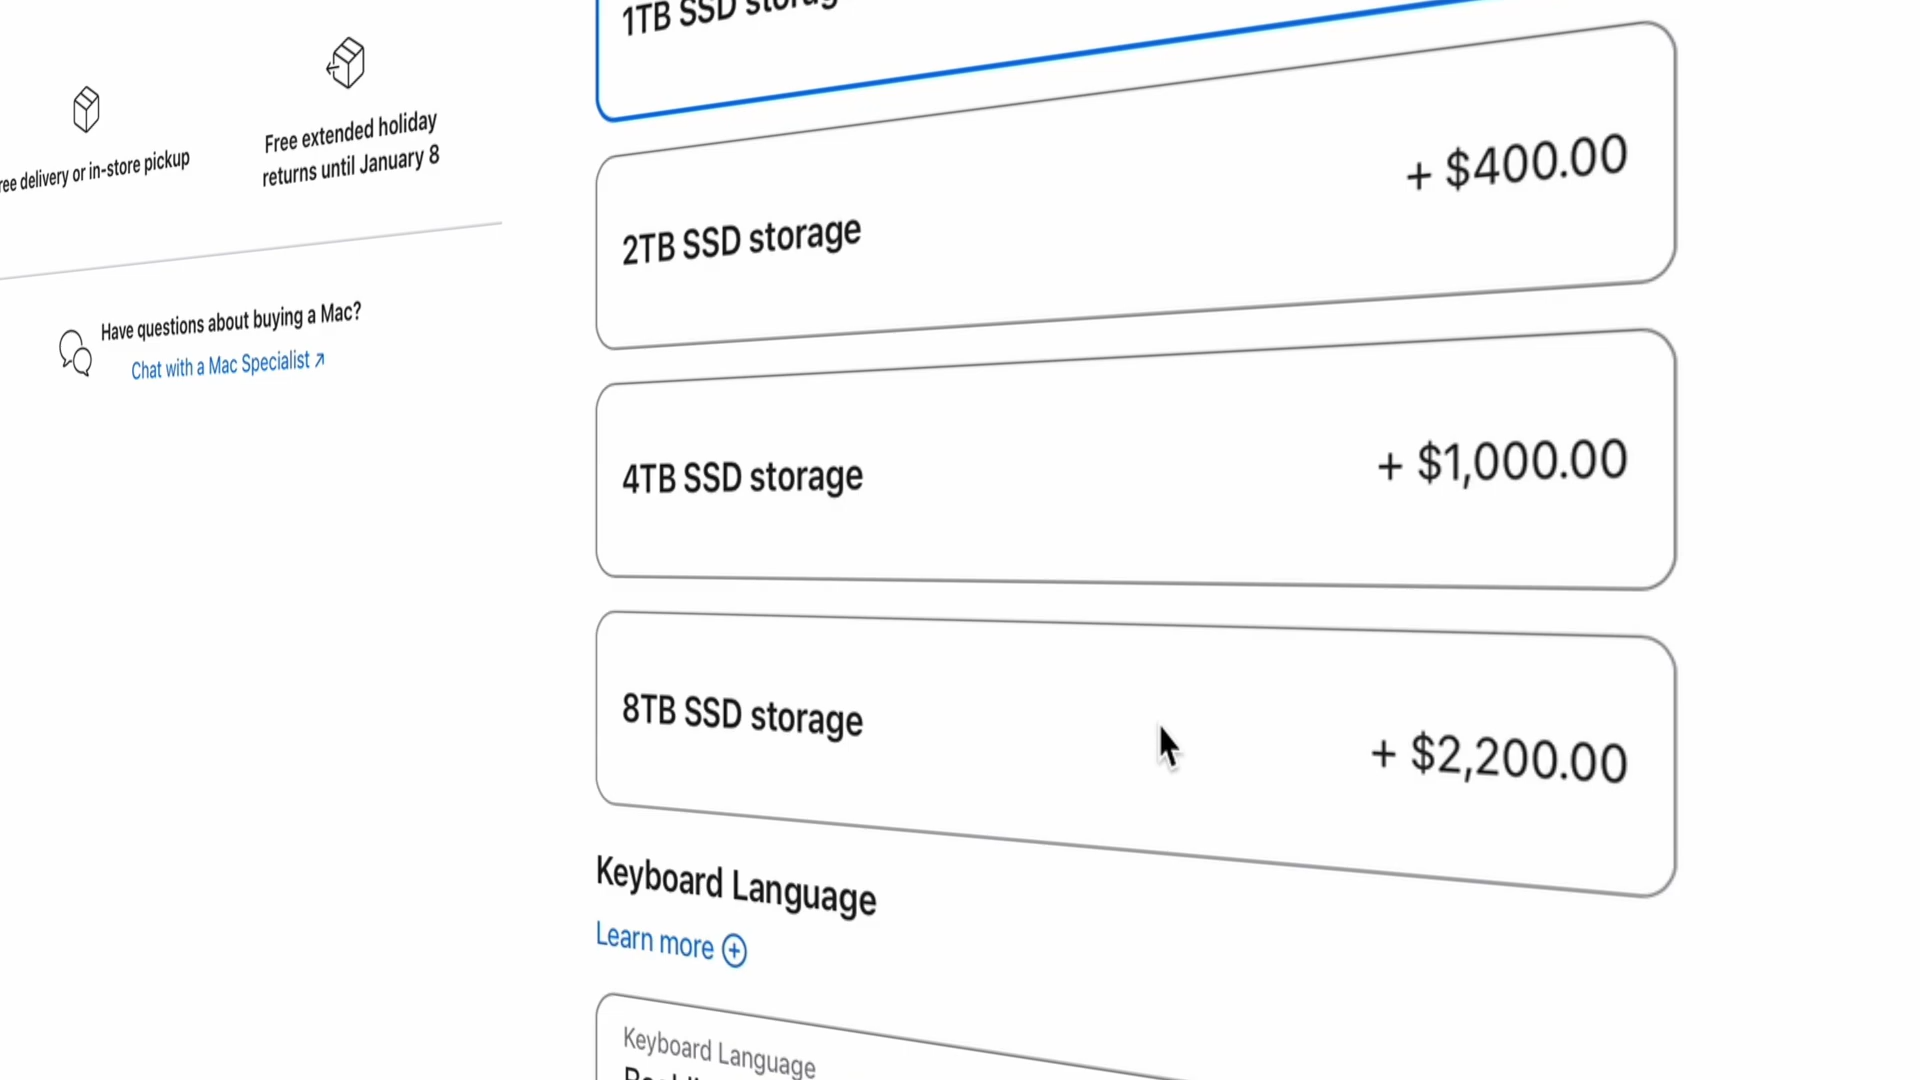 1TB SSD storag
Free extended holiday
returns until January 8
ree delivery or in-store pickup
+ $400.00
2TB SSD storage
Have questions about buying a Mac?
Chat with a Mac Specialist ↗
4TB SSD storage
+ $1,000.00
8TB SSD storage
+ $2,200.00
Keyboard Language
Learn more
Keyboard Language